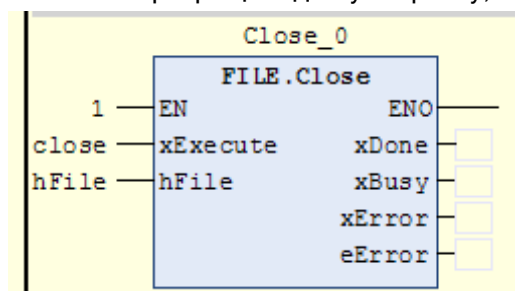 Close_0
FILE.Close
1 EN ENO
close xExecute xDone
hFile hFile xBusy
xError
eError